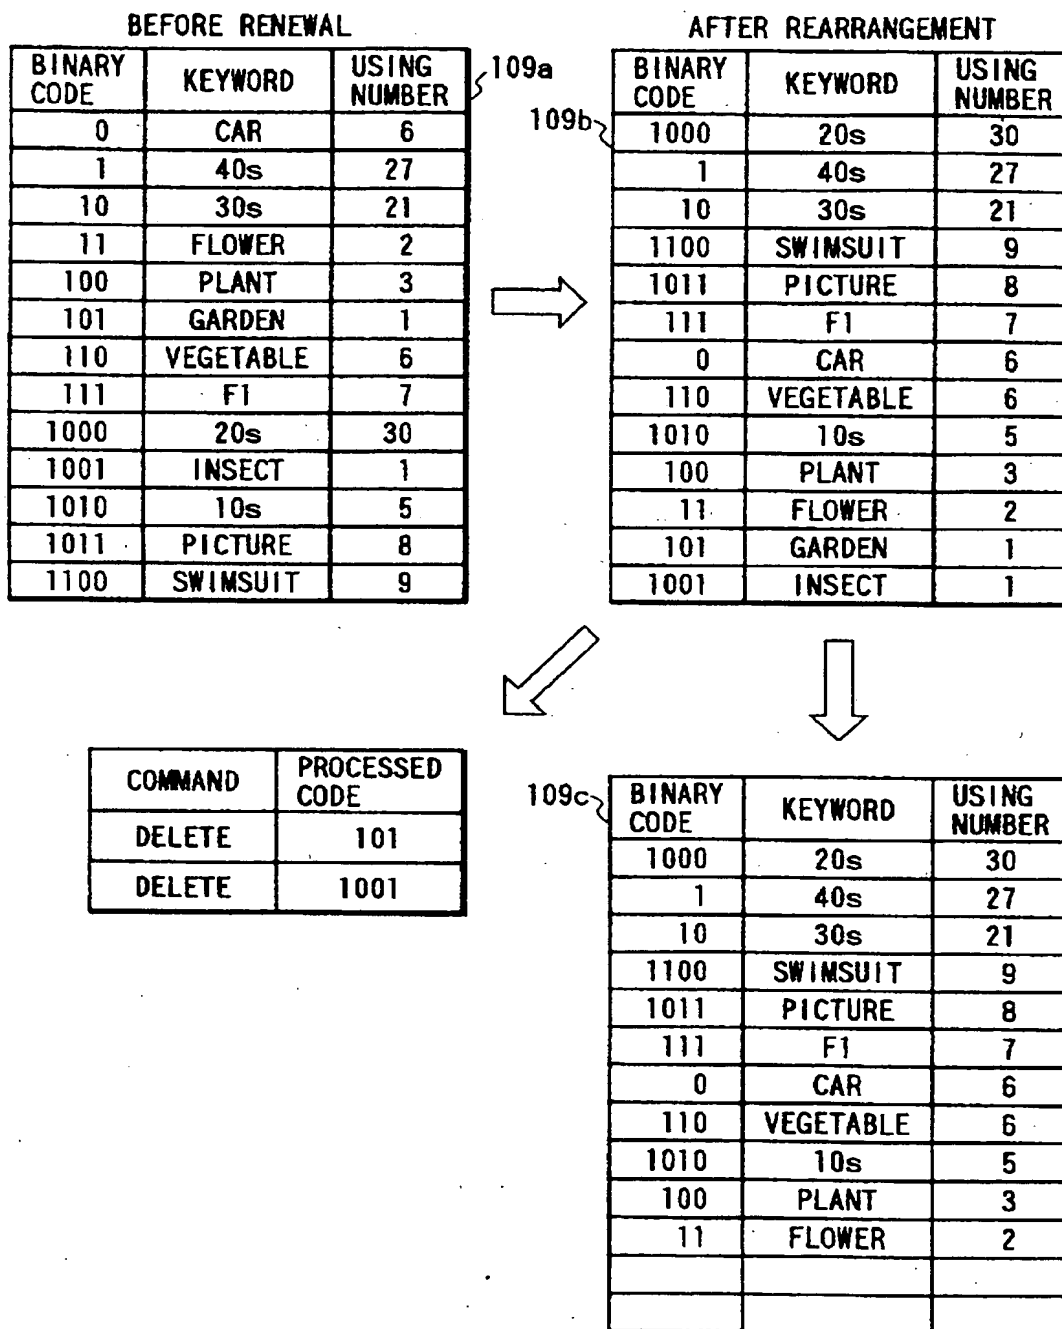 BEFORE RENEWAL
BINARY CODE KEYWORD USING NUMBER
109a
0 CAR 6
1 40s 27
10 30s 21
11 FLOWER 2
100 PLANT 3
101 GARDEN 1
110 VEGETABLE 6
111 F1 7
1000 20s 30
1001 INSECT 1
1010 10s 5
1011 PICTURE 8
1100 SWIMSUIT 9
AFTER REARRANGEMENT
BINARY CODE KEYWORD USING NUMBER
109b
1000 20s 30
1 40s 27
10 30s 21
1100 SWIMSUIT 9
1011 PICTURE 8
111 F1 7
0 CAR 6
110 VEGETABLE 6
1010 10s 5
100 PLANT 3
11 FLOWER 2
101 GARDEN 1
1001 INSECT 1
COMMAND PROCESSED CODE
DELETE 101
DELETE 1001
109c
BINARY CODE KEYWORD USING NUMBER
1000 20s 30
1 40s 27
10 30s 21
1100 SWIMSUIT 9
1011 PICTURE 8
111 F1 7
0 CAR 6
110 VEGETABLE 6
1010 10s 5
100 PLANT 3
11 FLOWER 2